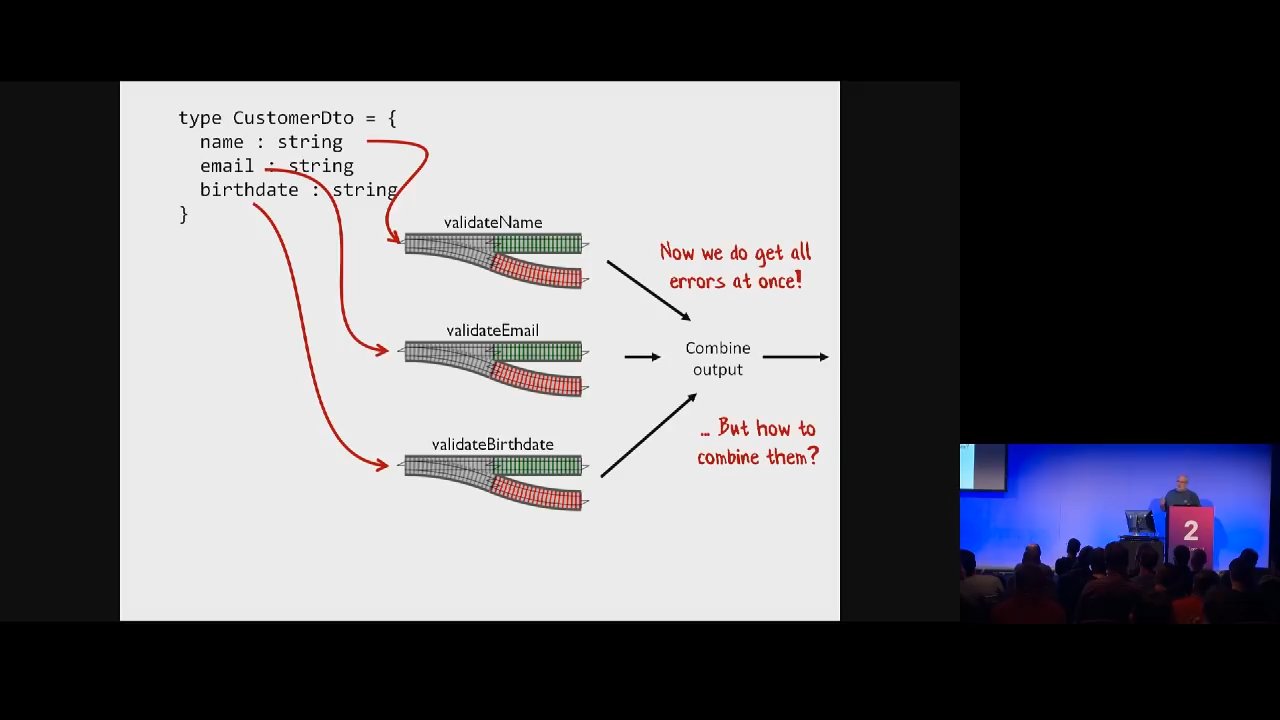 type CustomerDto = {
name : string
email : string
birthdate : string
}
validateName
validateEmail
validateBirthdate
Now we do get all
errors at once!
Combine
output
... But how to
combine them?
2